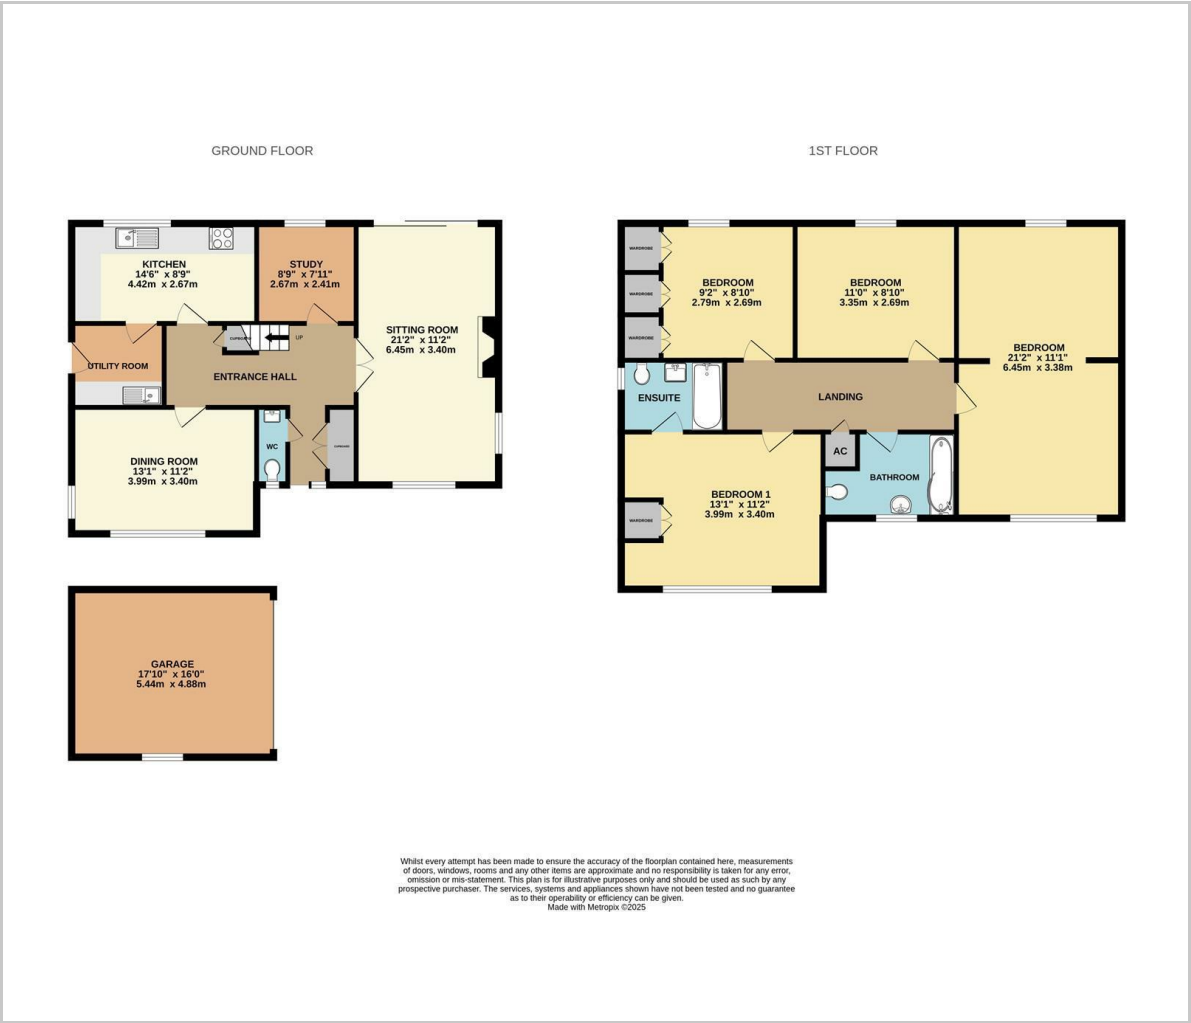 GROUND FLOOR
1ST FLOOR
KITCHEN
14'6" x 8'9"
4.42m x 2.67m
STUDY
8'9" x 7'11"
2.67m x 2.41m
SITTING ROOM
21'2" x 11'2"
6.45m x 3.40m
CUPBOARD
UP
UTILITY ROOM
ENTRANCE HALL
DINING ROOM
13'1" x 11'2"
3.99m x 3.40m
WC
CUPBOARD
GARAGE
17'10" x 16'0"
5.44m x 4.88m
WARDROBE
WARDROBE
WARDROBE
BEDROOM
9'2" x 8'10"
2.79m x 2.69m
BEDROOM
11'0" x 8'10"
3.35m x 2.69m
BEDROOM
21'2" x 11'1"
6.45m x 3.38m
ENSUITE
LANDING
AC
BATHROOM
BEDROOM 1
13'1" x 11'2"
3.99m x 3.40m
WARDROBE
Whilst every attempt has been made to ensure the accuracy of the floorplan contained here, measurements
of doors, windows, rooms and any other items are approximate and no responsibility is taken for any error,
omission or mis-statement. This plan is for illustrative purposes only and should be used as such by any
prospective purchaser. The services, systems and appliances shown have not been tested and no guarantee
as to their operability or efficiency can be given.
Made with Metropix ©2025